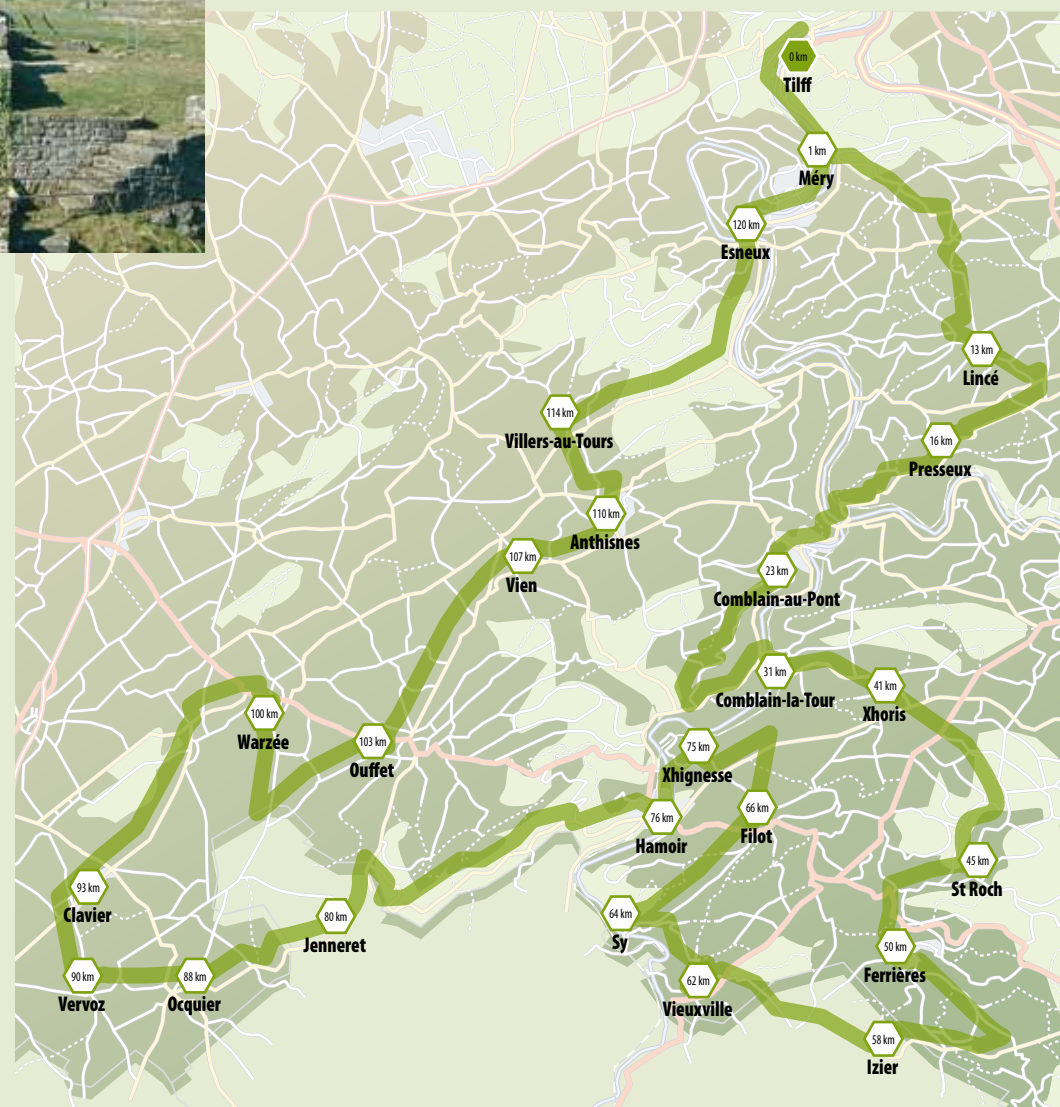 0 km
Tilff
1 km
Méry
120 km
Esneux
13 km
Lincé
114 km
Villers-au-Tours
16 km
Presseux
110 km
Anthisnes
107 km
Vien
23 km
Comblain-au-Pont
31 km
Comblain-la-Tour
41 km
Xhoris
100 km
Warzée
103 km
Ouffet
75 km
Xhignesse
76 km
Hamoir
66 km
Filot
45 km
St Roch
93 km
Clavier
80 km
Jenneret
64 km
Sy
50 km
Ferrières
90 km
Vervoz
88 km
Ocquier
62 km
Vieuxville
58 km
Izier